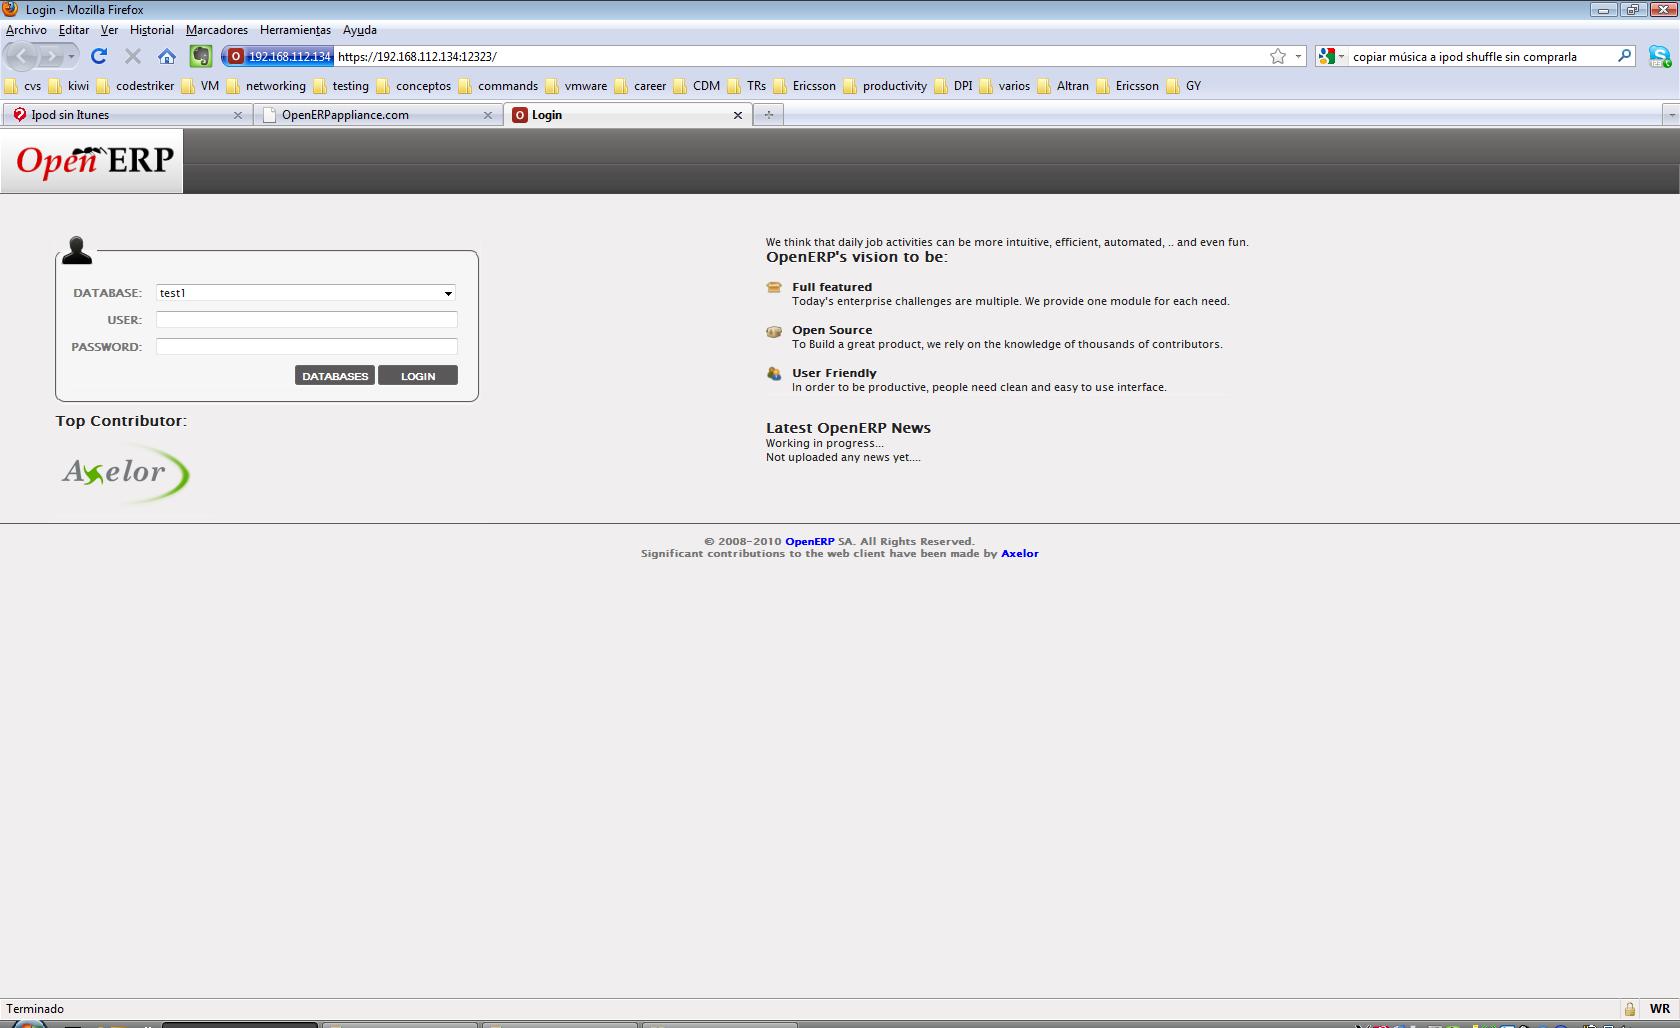 Login - Mozilla Firefox
Archivo Editar Ver Historial Marcadores Herramientas Ayuda
192.168.112.134 https://192.168.112.134:12323/ copiar música a ipod shuffle sin comprarla
cvs kiwi codestriker VM networking testing conceptos commands vmware career CDM TRs Ericsson productivity DPI varios Altran Ericsson GY
Ipod sin Itunes OpenERPappliance.com Login
Open ERP
DATABASE: test1
USER:
PASSWORD:
DATABASES LOGIN
Top Contributor:
Axelor
We think that daily job activities can be more intuitive, efficient, automated, .. and even fun.
OpenERP's vision to be:
Full featured
Today's enterprise challenges are multiple. We provide one module for each need.
Open Source
To Build a great product, we rely on the knowledge of thousands of contributors.
User Friendly
In order to be productive, people need clean and easy to use interface.
Latest OpenERP News
Working in progress...
Not uploaded any news yet....
© 2008-2010 OpenERP SA. All Rights Reserved.
Significant contributions to the web client have been made by Axelor
Terminado WR